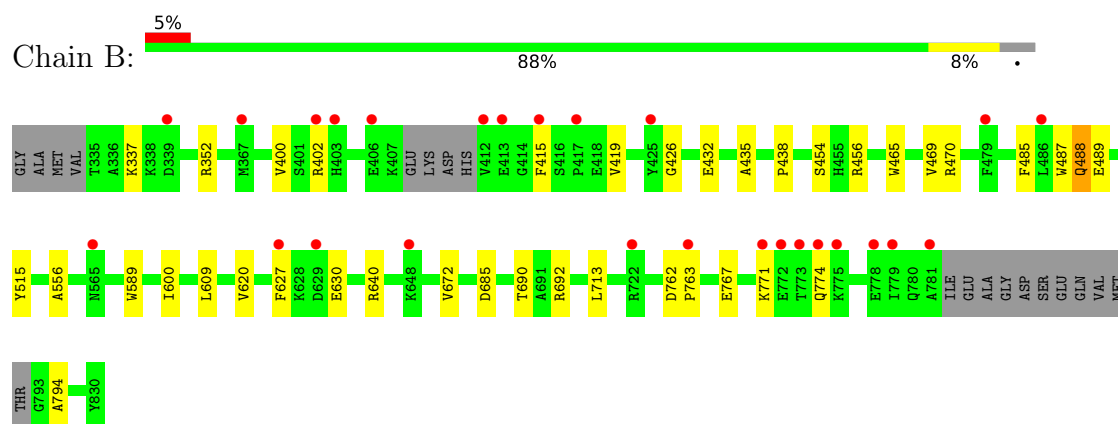 5%
Chain B:
88% 8% •
GLY ALA MET VAL T335 A336 K337 K338 D339 R352 M367 V400 S401 R402 H403 E406 K407 GLU LYS ASP HIS V412 E413 G414 F415 S416 P417 E418 V419 Y425 G426 E432 A435 P438 S454 H455 R456 W465 V469 R470 F479 F485 L486 W487 Q488 E489
Y515 A556 N565 W589 I600 L609 V620 F627 K628 D629 E630 R640 K648 V672 D685 T690 A691 R692 L713 R722 D762 P763 E767 K771 E772 T773 Q774 K775 E778 I779 Q780 A781 ILE GLU ALA GLY ASP SER GLU GLN VAL MET
THR G793 A794 Y830